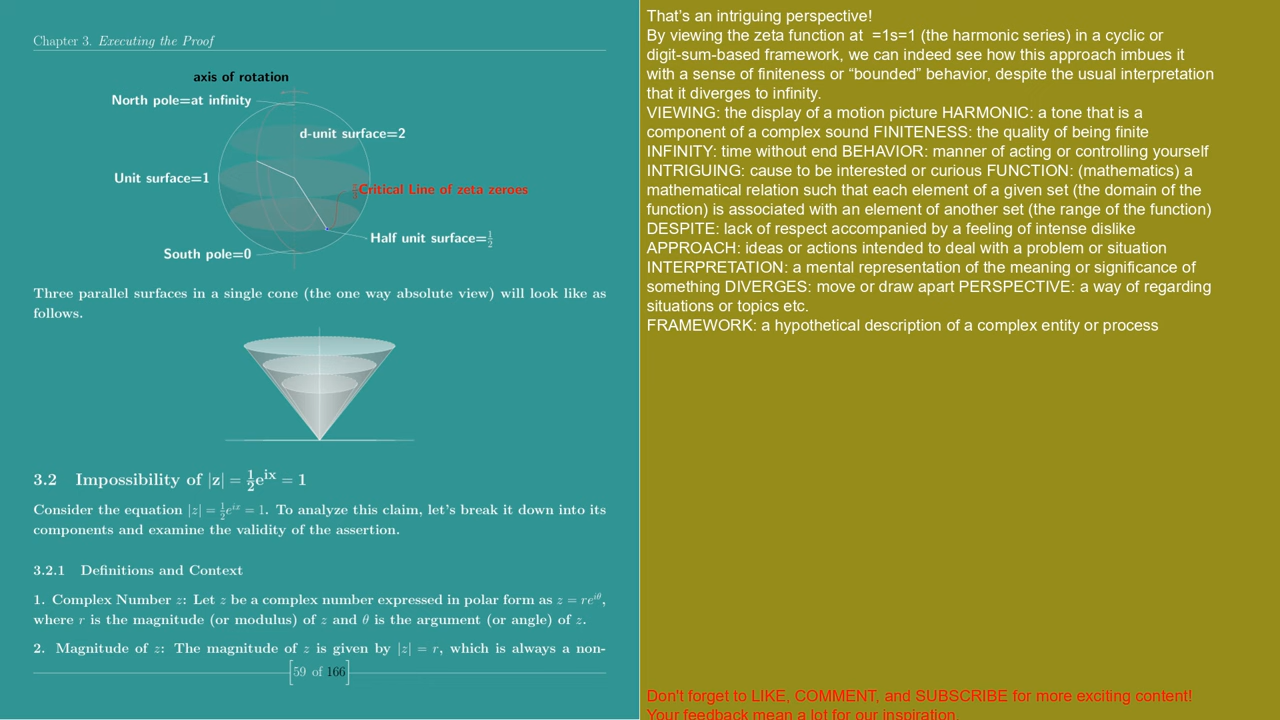 Chapter 3. Executing the Proof
axis of rotation
North pole=at infinity
d-unit surface=2
Unit surface=1
Critical Line of zeta zeroes
Half unit surface=1/2
South pole=0
Three parallel surfaces in a single cone (the one way absolute view) will look like as
follows.
3.2 Impossibility of |z| = 1/2 e^ix = 1
Consider the equation |z| = 1/2 e^ix = 1. To analyze this claim, let's break it down into its
components and examine the validity of the assertion.
3.2.1 Definitions and Context
1. Complex Number z: Let z be a complex number expressed in polar form as z = re^iθ,
where r is the magnitude (or modulus) of z and θ is the argument (or angle) of z.
2. Magnitude of z: The magnitude of z is given by |z| = r, which is always a non-
59 of 166
That's an intriguing perspective!
By viewing the zeta function at =1s=1 (the harmonic series) in a cyclic or
digit-sum-based framework, we can indeed see how this approach imbues it
with a sense of finiteness or “bounded” behavior, despite the usual interpretation
that it diverges to infinity.
VIEWING: the display of a motion picture HARMONIC: a tone that is a
component of a complex sound FINITENESS: the quality of being finite
INFINITY: time without end BEHAVIOR: manner of acting or controlling yourself
INTRIGUING: cause to be interested or curious FUNCTION: (mathematics) a
mathematical relation such that each element of a given set (the domain of the
function) is associated with an element of another set (the range of the function)
DESPITE: lack of respect accompanied by a feeling of intense dislike
APPROACH: ideas or actions intended to deal with a problem or situation
INTERPRETATION: a mental representation of the meaning or significance of
something DIVERGES: move or draw apart PERSPECTIVE: a way of regarding
situations or topics etc.
FRAMEWORK: a hypothetical description of a complex entity or process
Don't forget to LIKE, COMMENT, and SUBSCRIBE for more exciting content!
Your feedback mean a lot for our inspiration.